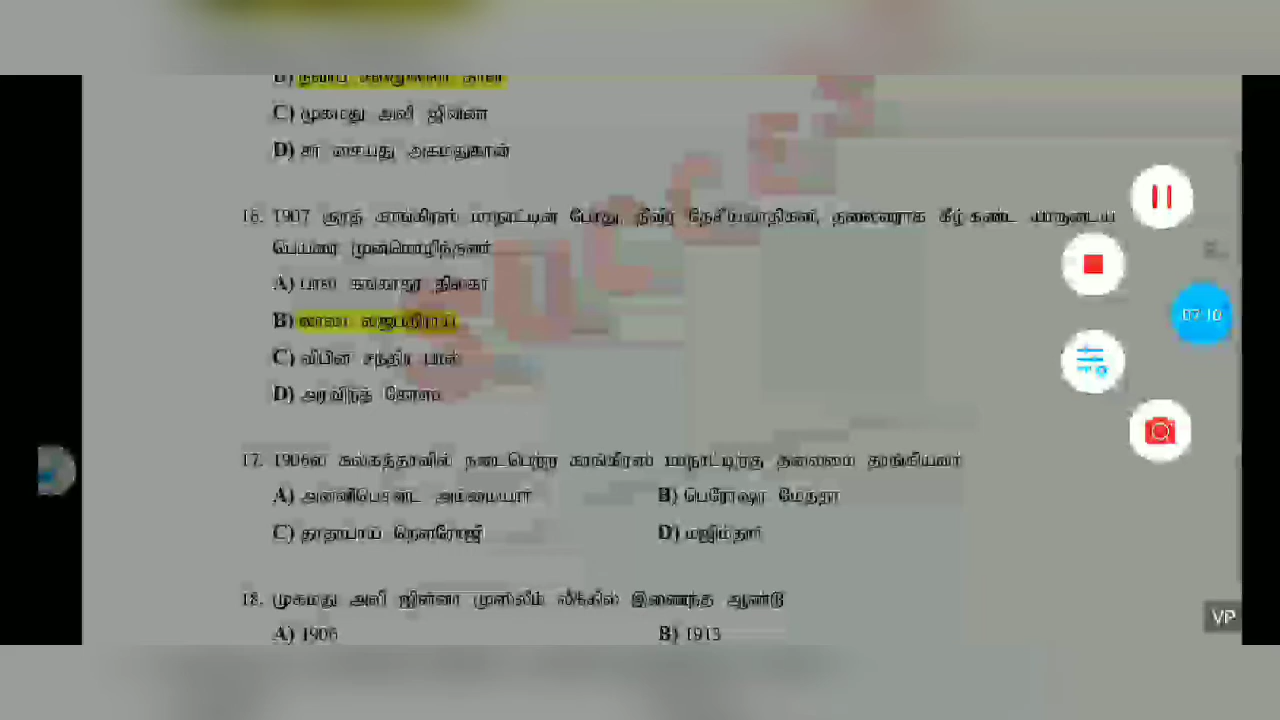 C) முகமது அலி ஜின்னா
D) சர் சையது அகமதுகான்
SUCCES
16. 1907 சூரத் காங்கிரஸ் மாநாட்டின் போது, தீவிர தேசியவாதிகள், தலைவராக கீழ்கண்ட யாருடைய
பெயரை முன்மொழிந்தனர்
A) பால கங்காதர திலகர்
B) லாலா லஜபதிராய்
C) விபின் சந்திர பால்
D) அரவிந்த் கோஸ்
17. 1906ல் கல்கத்தாவில் நடைபெற்ற காங்கிரஸ் மாநாட்டிற்கு தலைமை தாங்கியவர்
A) அன்னிபெசன்ட் அம்மையார் B) பெரோஷா மேத்தா
C) தாதாபாய் நௌரோஜி D) மஜிம்தார்
18. முகமது அலி ஜின்னா முஸ்லீம் லீக்கில் இணைந்த ஆண்டு
A) 1906 B) 1913
07:10
VP